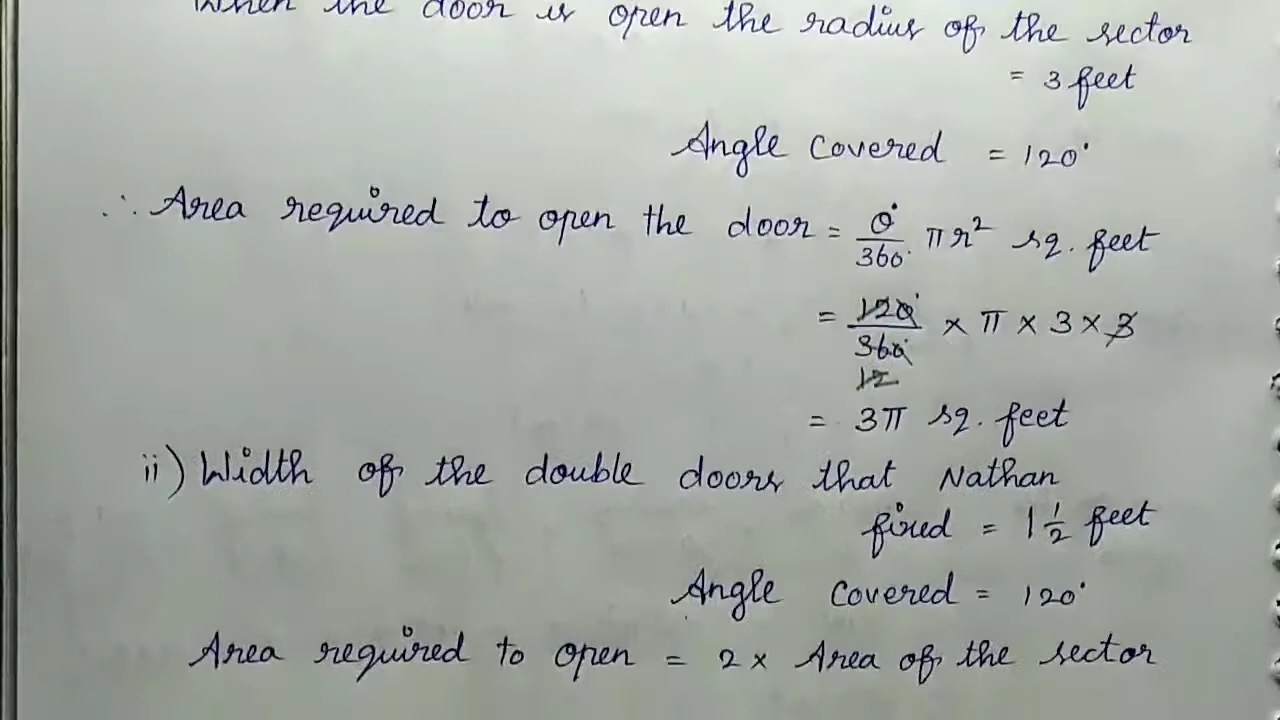 When the door is open the radius of the sector
= 3 feet
Angle Covered = 120°
∴ Area required to open the door = θ°/360° πr² sq. feet
= 120°/360° × π × 3 × 3
12
= 3π sq. feet
ii) Width of the double doors that Nathan
fixed = 1 1/2 feet
Angle Covered = 120°
Area required to open = 2 × Area of the sector